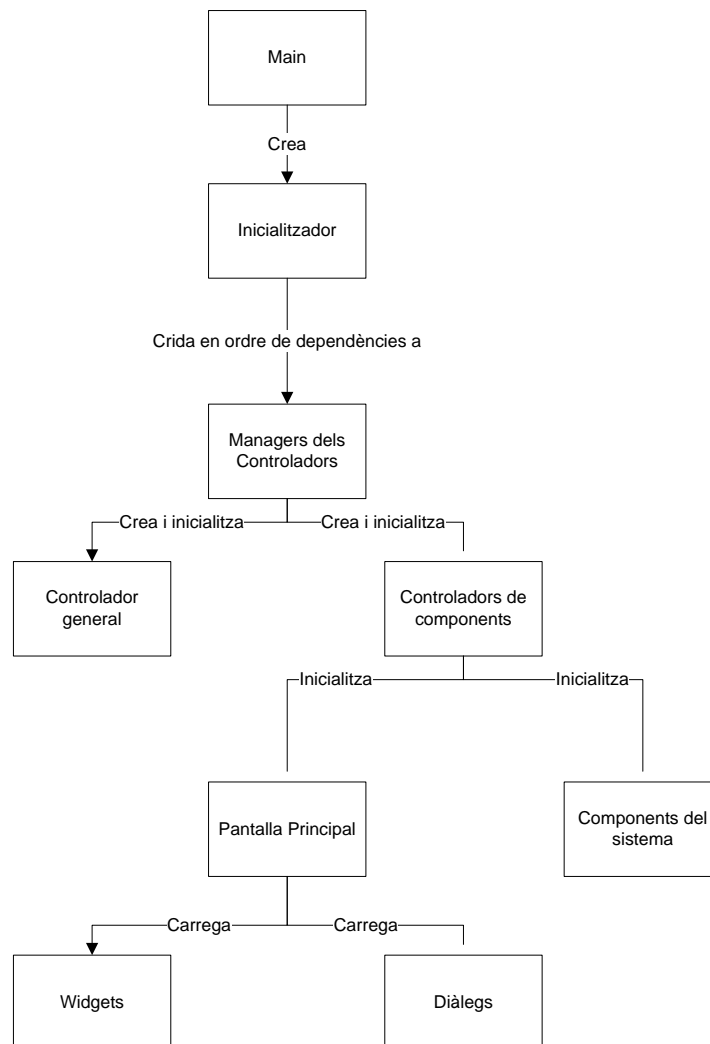 Main
Crea
Inicialitzador
Crida en ordre de dependències a
Managers dels
Controladors
Crea i inicialitza
Crea i inicialitza
Controlador
general
Controladors de
components
Inicialitza
Inicialitza
Pantalla Principal
Components del
sistema
Carrega
Carrega
Widgets
Diàlegs